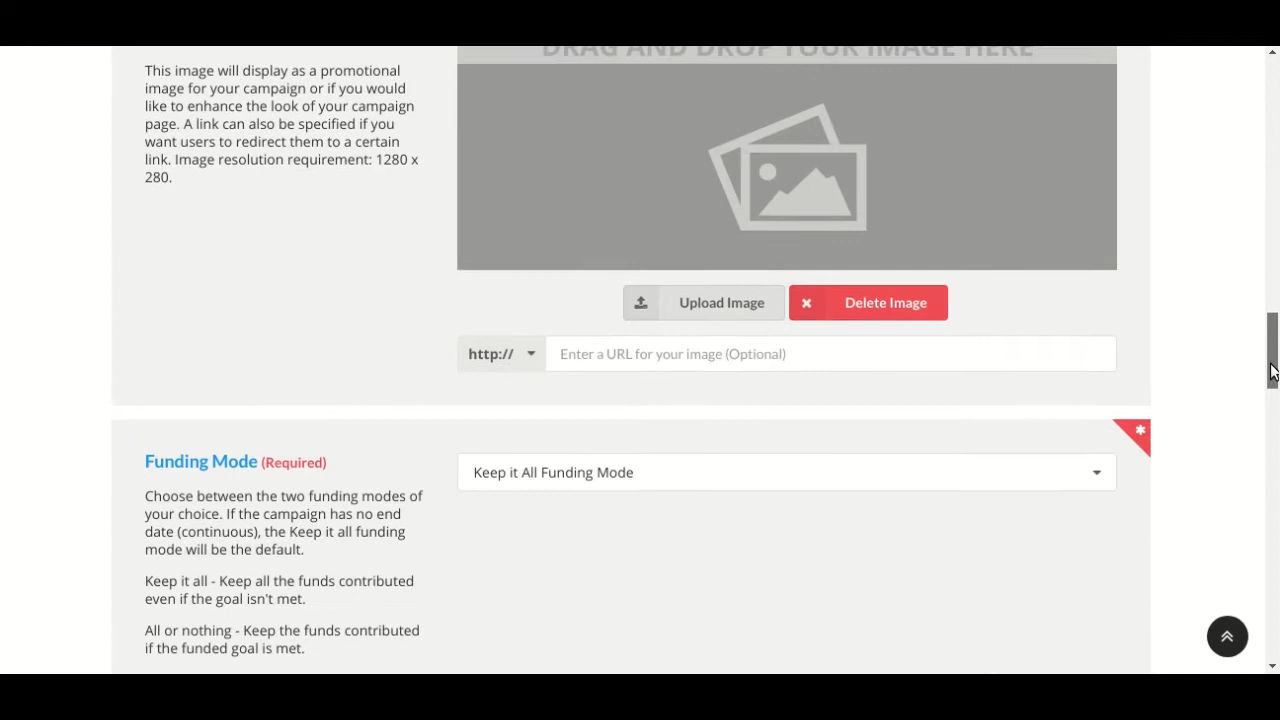 DRAG AND DROP YOUR IMAGE HERE
This image will display as a promotional
image for your campaign or if you would
like to enhance the look of your campaign
page. A link can also be specified if you
want users to redirect them to a certain
link. Image resolution requirement: 1280 x
280.
Upload Image
Delete Image
http://
Enter a URL for your image (Optional)
Funding Mode (Required)
Keep it All Funding Mode
Choose between the two funding modes of
your choice. If the campaign has no end
date (continuous), the Keep it all funding
mode will be the default.
Keep it all - Keep all the funds contributed
even if the goal isn't met.
All or nothing - Keep the funds contributed
if the funded goal is met.